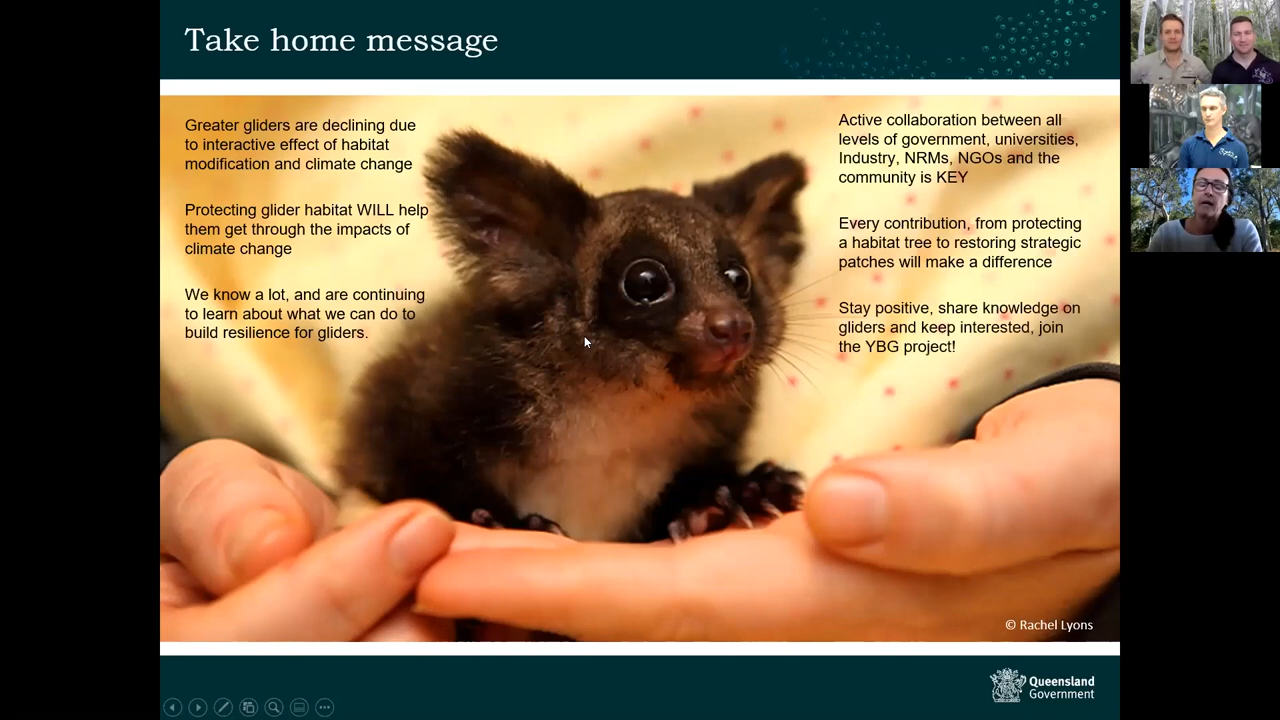 Take home message
Greater gliders are declining due
to interactive effect of habitat
modification and climate change
Protecting glider habitat WILL help
them get through the impacts of
climate change
We know a lot, and are continuing
to learn about what we can do to
build resilience for gliders.
Active collaboration between all
levels of government, universities,
Industry, NRMs, NGOs and the
community is KEY
Every contribution, from protecting
a habitat tree to restoring strategic
patches will make a difference
Stay positive, share knowledge on
gliders and keep interested, join
the YBG project!
© Rachel Lyons
Queensland
Government